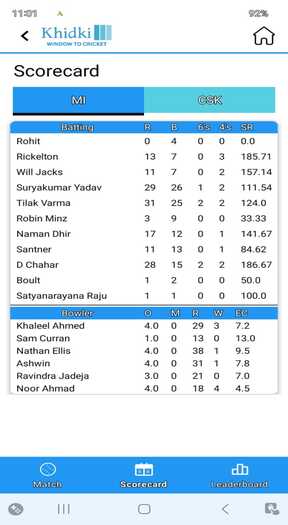 11:01 92%
Khidki
WINDOW TO CRICKET
Scorecard
MI CSK
Batting R B 6's 4's SR
Rohit 0 4 0 0 0.0
Rickelton 13 7 0 3 185.71
Will Jacks 11 7 0 2 157.14
Suryakumar Yadav 29 26 1 2 111.54
Tilak Varma 31 25 2 2 124.0
Robin Minz 3 9 0 0 33.33
Naman Dhir 17 12 0 1 141.67
Santner 11 13 0 1 84.62
D Chahar 28 15 2 2 186.67
Boult 1 2 0 0 50.0
Satyanarayana Raju 1 1 0 0 100.0
Bowler O M R W EC
Khaleel Ahmed 4.0 0 29 3 7.2
Sam Curran 1.0 0 13 0 13.0
Nathan Ellis 4.0 0 38 1 9.5
Ashwin 4.0 0 31 1 7.8
Ravindra Jadeja 3.0 0 21 0 7.0
Noor Ahmad 4.0 0 18 4 4.5
Match Scorecard Leaderboard